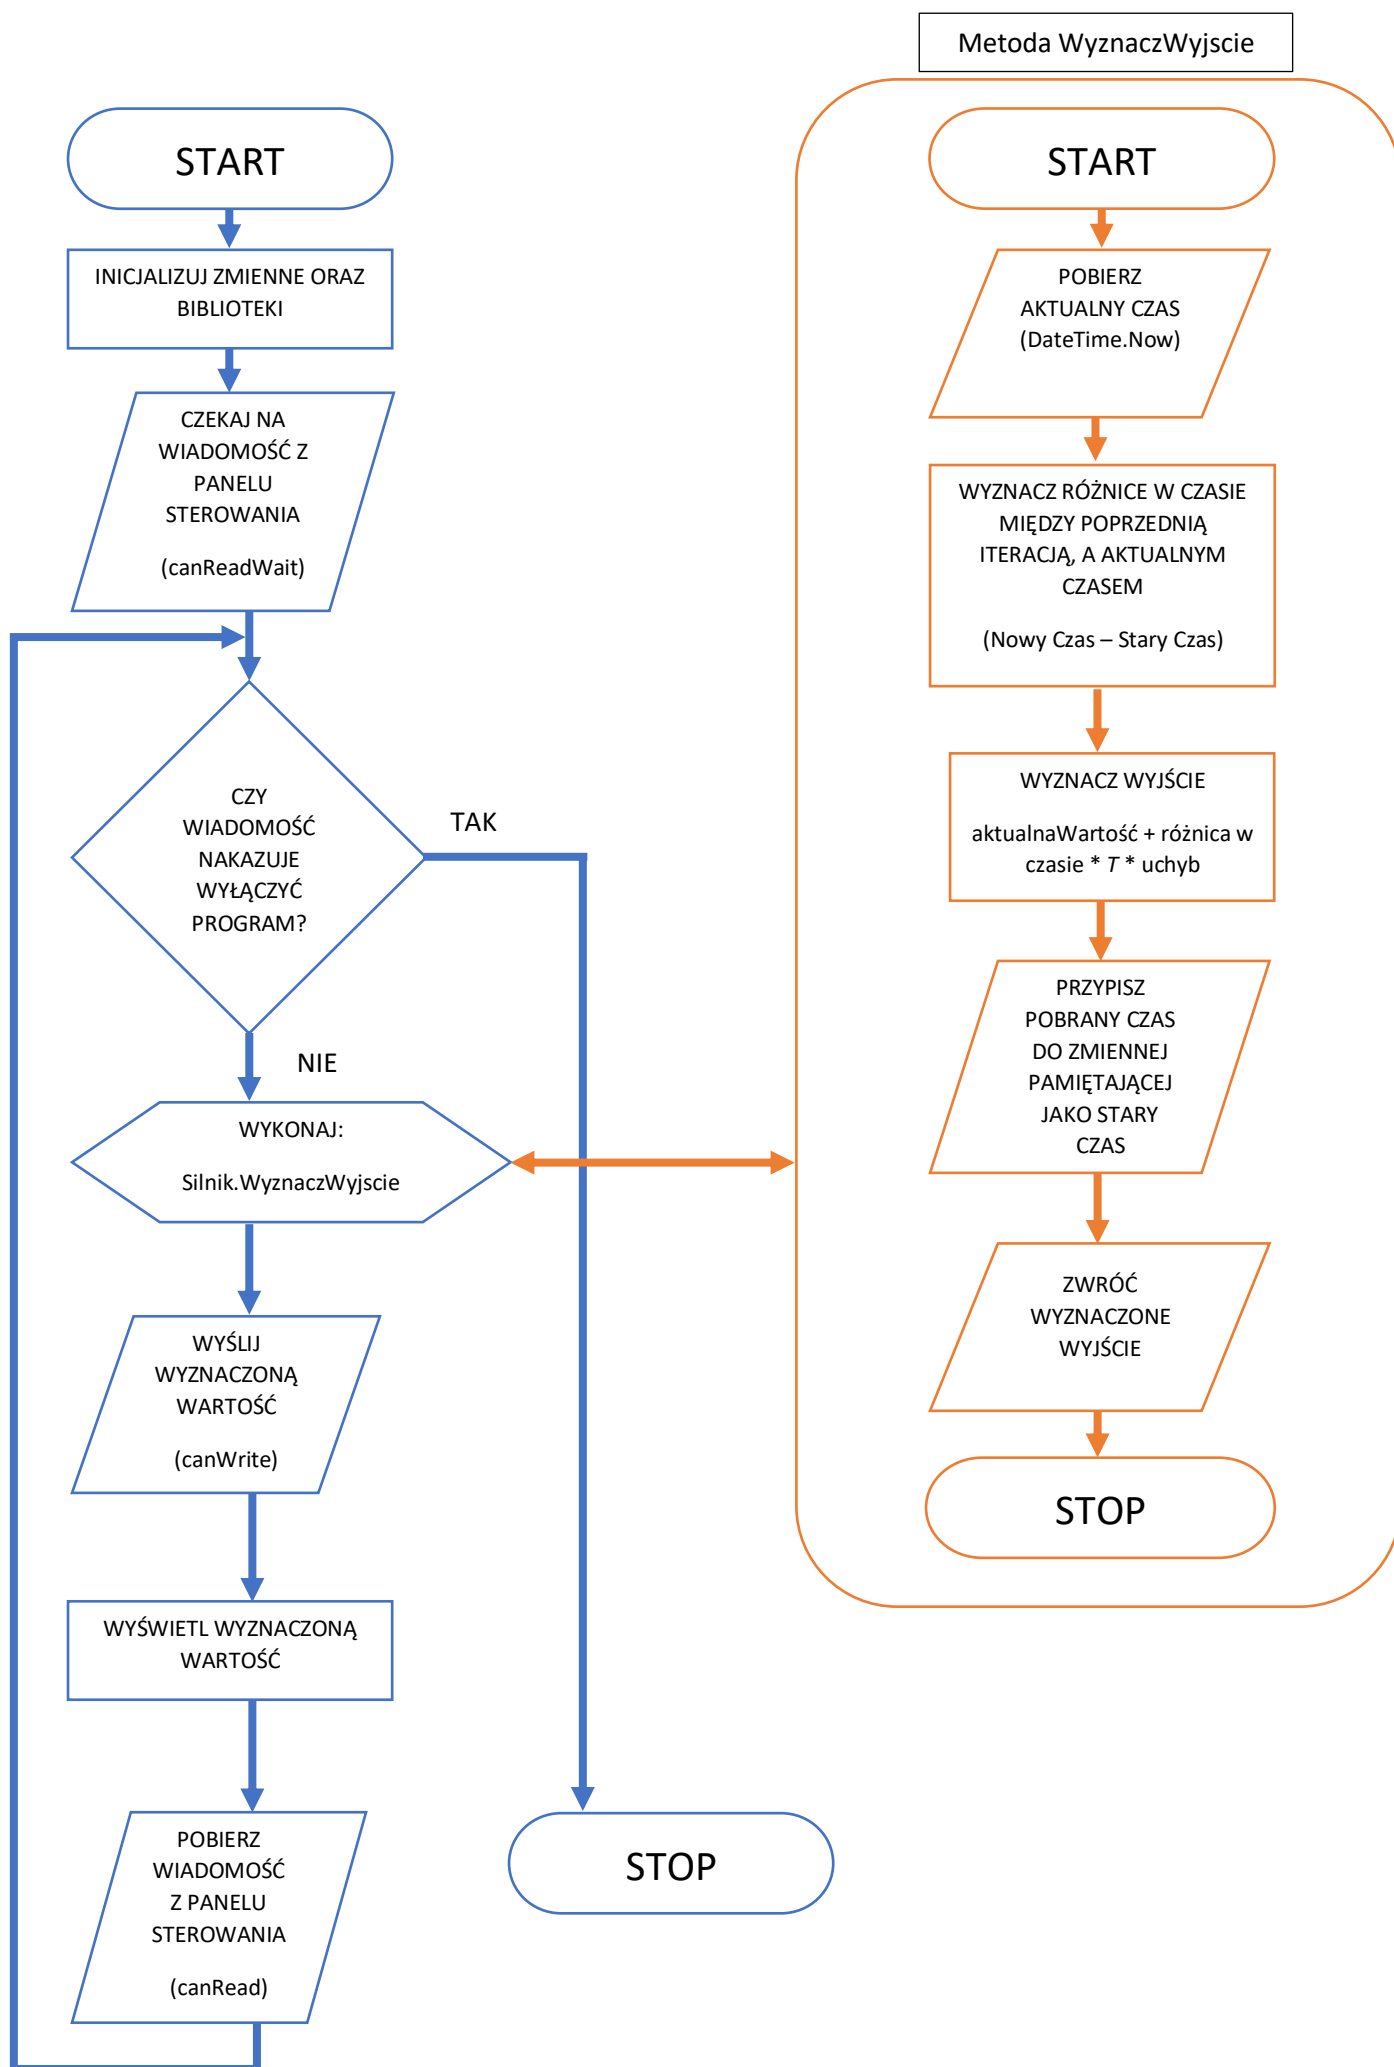 Metoda WyznaczWyjscie
START
INICJALIZUJ ZMIENNE ORAZ
BIBLIOTEKI
CZEKAJ NA
WIADOMOŚĆ Z
PANELU
STEROWANIA
(canReadWait)
CZY
WIADOMOŚĆ
NAKAZUJE
WYŁĄCZYĆ
PROGRAM?
TAK
NIE
WYKONAJ:
Silnik.WyznaczWyjscie
WYŚLIJ
WYZNACZONĄ
WARTOŚĆ
(canWrite)
WYŚWIETL WYZNACZONĄ
WARTOŚĆ
POBIERZ
WIADOMOŚĆ
Z PANELU
STEROWANIA
(canRead)
STOP
START
POBIERZ
AKTUALNY CZAS
(DateTime.Now)
WYZNACZ RÓŻNICE W CZASIE
MIĘDZY POPRZEDNIĄ
ITERACJĄ, A AKTUALNYM
CZASEM
(Nowy Czas – Stary Czas)
WYZNACZ WYJŚCIE
aktualnaWartość + różnica w
czasie * T * uchyb
PRZYPISZ
POBRANY CZAS
DO ZMIENNEJ
PAMIĘTAJĄCEJ
JAKO STARY
CZAS
ZWRÓĆ
WYZNACZONE
WYJŚCIE
STOP